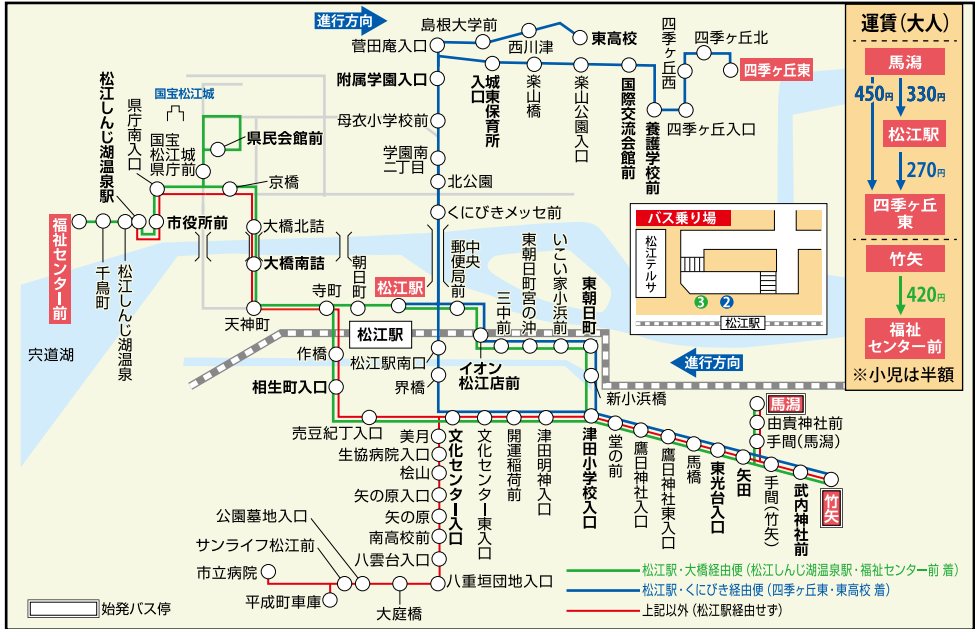 進行方向
島根大学前
菅田庵入口
西川津
東高校
四季ヶ丘西
四季ヶ丘北
四季ヶ丘東
附属学園入口
城東保育所
入口
楽山橋
楽山公園入口
国際交流会館前
養護学校前
四季ヶ丘入口
母衣小学校前
学園南
二丁目
北公園
くにびきメッセ前
国宝松江城
松江しんじ湖温泉駅
県庁南入口
国宝
松江城
県庁前
県民会館前
京橋
市役所前
大橋北詰
大橋南詰
福祉センター前
千鳥町
松江しんじ湖温泉
天神町
寺町
朝日町
松江駅
中央
郵便局前
三中前
東朝日町宮の沖
いこい家小浜前
東朝日町
松江駅
宍道湖
作橋
松江駅南口
イオン
松江店前
相生町入口
界橋
新小浜橋
進行方向
バス乗り場
松江テルサ
3
2
松江駅
売豆紀丁入口
美月
生協病院入口
桧山
矢の原入口
矢の原
南高校前
八雲台入口
八重垣団地入口
文化センター入口
文化センター東入口
開運稲荷前
津田明神入口
津田小学校入口
堂の前
鷹日神社入口
鷹日神社東入口
馬橋
東光台入口
矢田
手間(竹矢)
武内神社前
竹矢
馬潟
由貴神社前
手間(馬潟)
公園墓地入口
サンライフ松江前
市立病院
平成町車庫
大庭橋
始発バス停
松江駅・大橋経由便(松江しんじ湖温泉駅・福祉センター前 着)
松江駅・くにびき経由便(四季ヶ丘東・東高校 着)
上記以外(松江駅経由せず)
運賃(大人)
馬潟
450円
330円
松江駅
270円
四季ヶ丘
東
竹矢
420円
福祉
センター前
※小児は半額